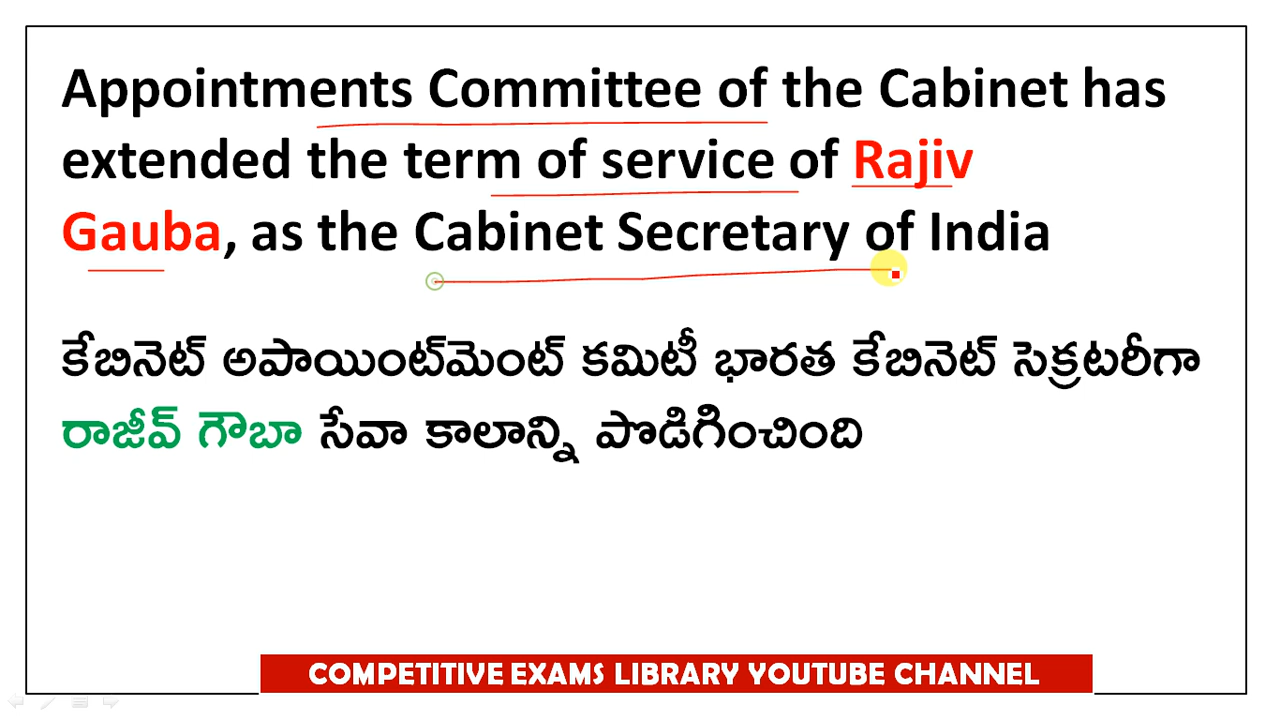 Appointments Committee of the Cabinet has
extended the term of service of Rajiv
Gauba, as the Cabinet Secretary of India
కేబినెట్ అపాయింట్‌మెంట్ కమిటీ భారత కేబినెట్ సెక్రటరీగా
రాజీవ్ గౌబా సేవా కాలాన్ని పొడిగించింది
COMPETITIVE EXAMS LIBRARY YOUTUBE CHANNEL